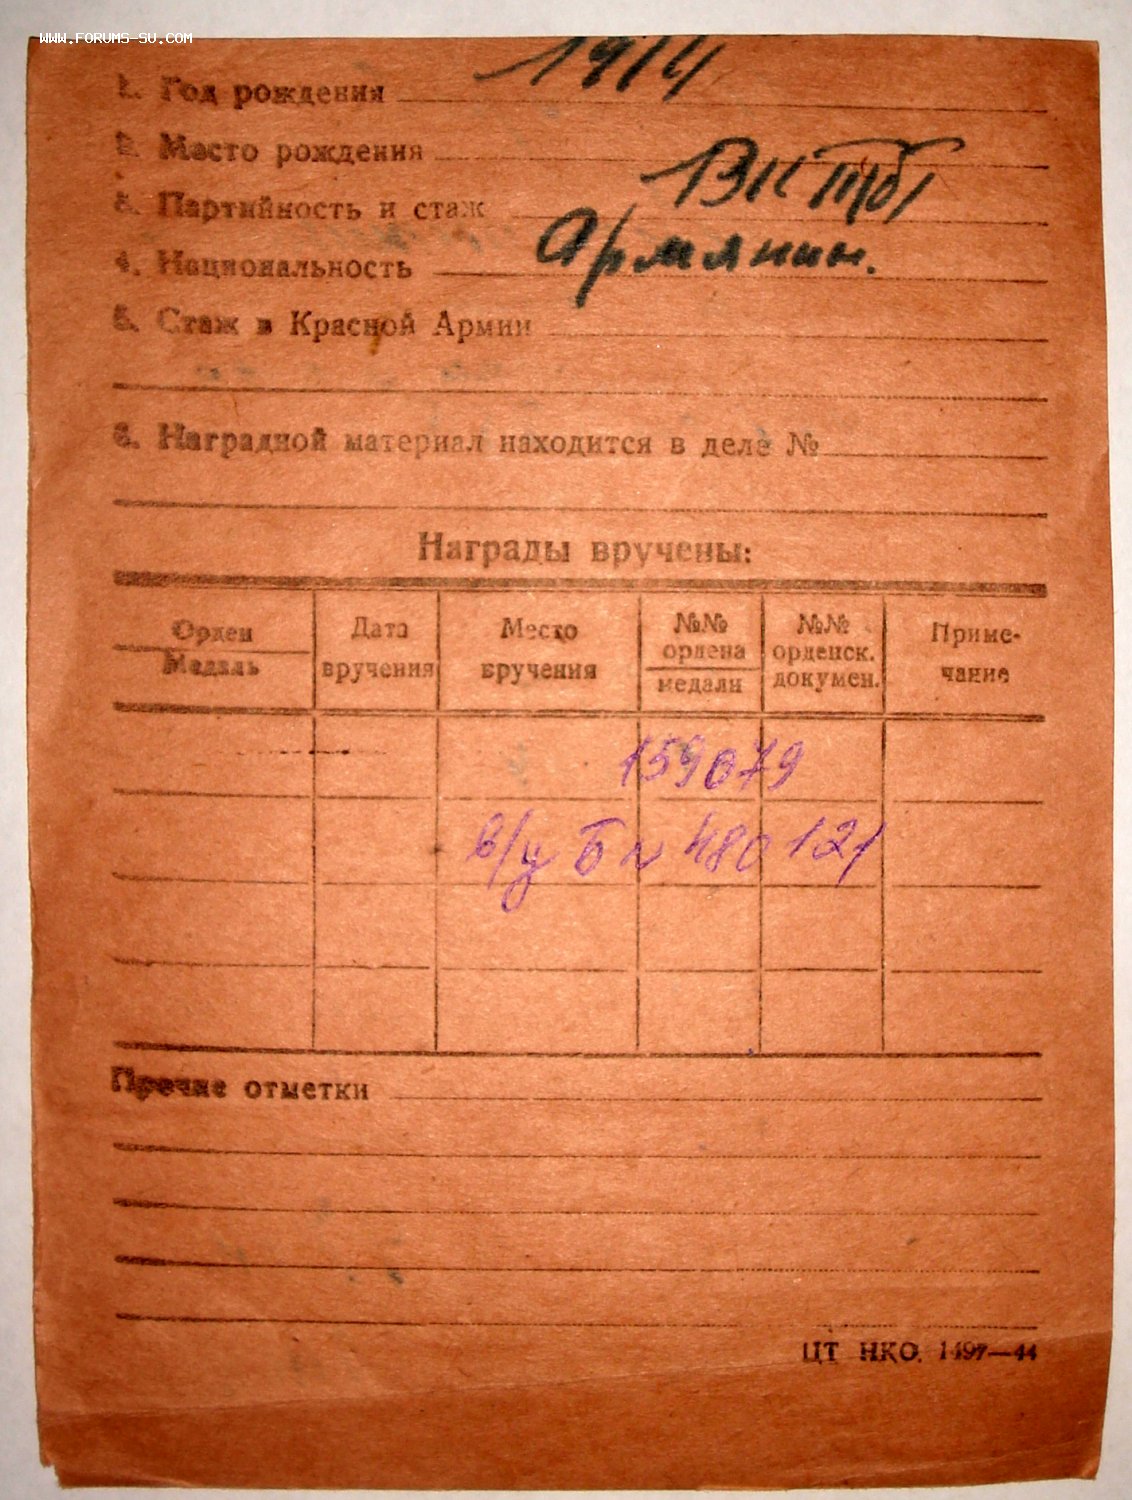 WWW.FORUMS-SU.COM
1. Год рождения 1914
2. Место рождения
3. Партийность и стаж ВКПб
4. Национальность Армянин.
5. Стаж в Красной Армии
6. Наградной материал находится в деле №
Награды вручены:
Орден
Медаль
Дата
вручения
Место
вручения
№№
ордена
медали
№№
орденск.
докумен.
Приме-
чание
159079
в/у Б № 480121
Прочие отметки
ЦТ НКО. 1497—44